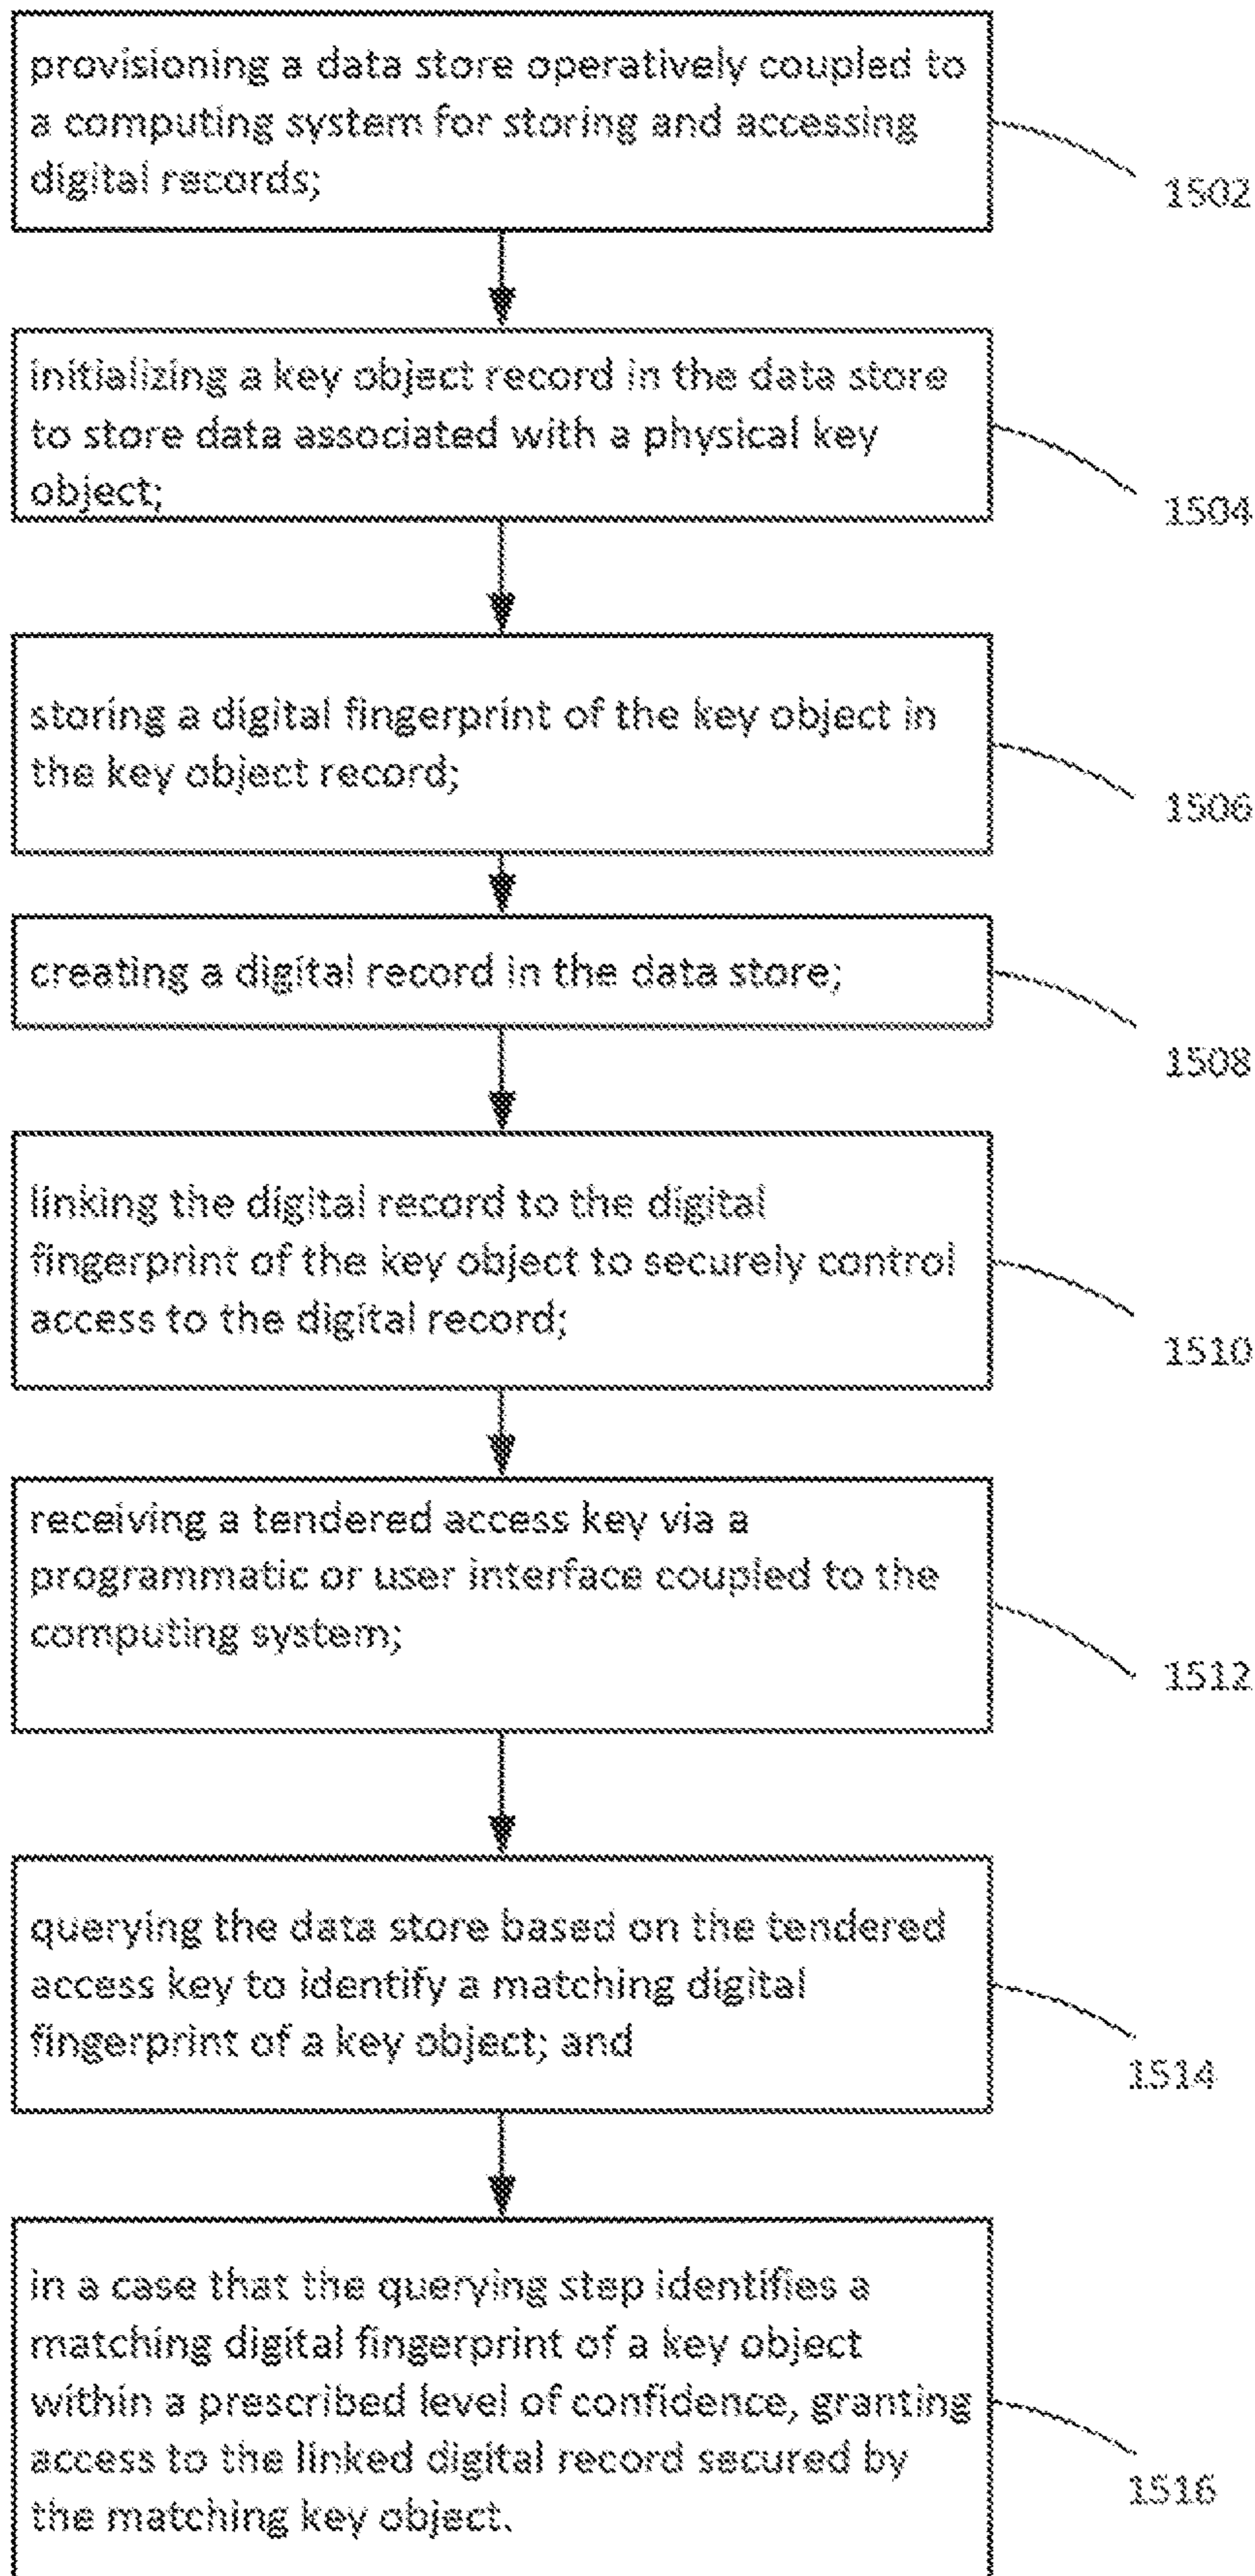 provisioning a data store operatively coupled to
a computing system for storing and accessing
digital records;
1502
initializing a key object record in the data store
to store data associated with a physical key
object;
1504
storing a digital fingerprint of the key object in
the key object record;
1506
creating a digital record in the data store;
1508
linking the digital record to the digital
fingerprint of the key object to securely control
access to the digital record;
1510
receiving a tendered access key via a
programmatic or user interface coupled to the
computing system;
1512
querying the data store based on the tendered
access key to identify a matching digital
fingerprint of a key object; and
1514
in a case that the querying step identifies a
matching digital fingerprint of a key object
within a prescribed level of confidence, granting
access to the linked digital record secured by
the matching key object.
1516